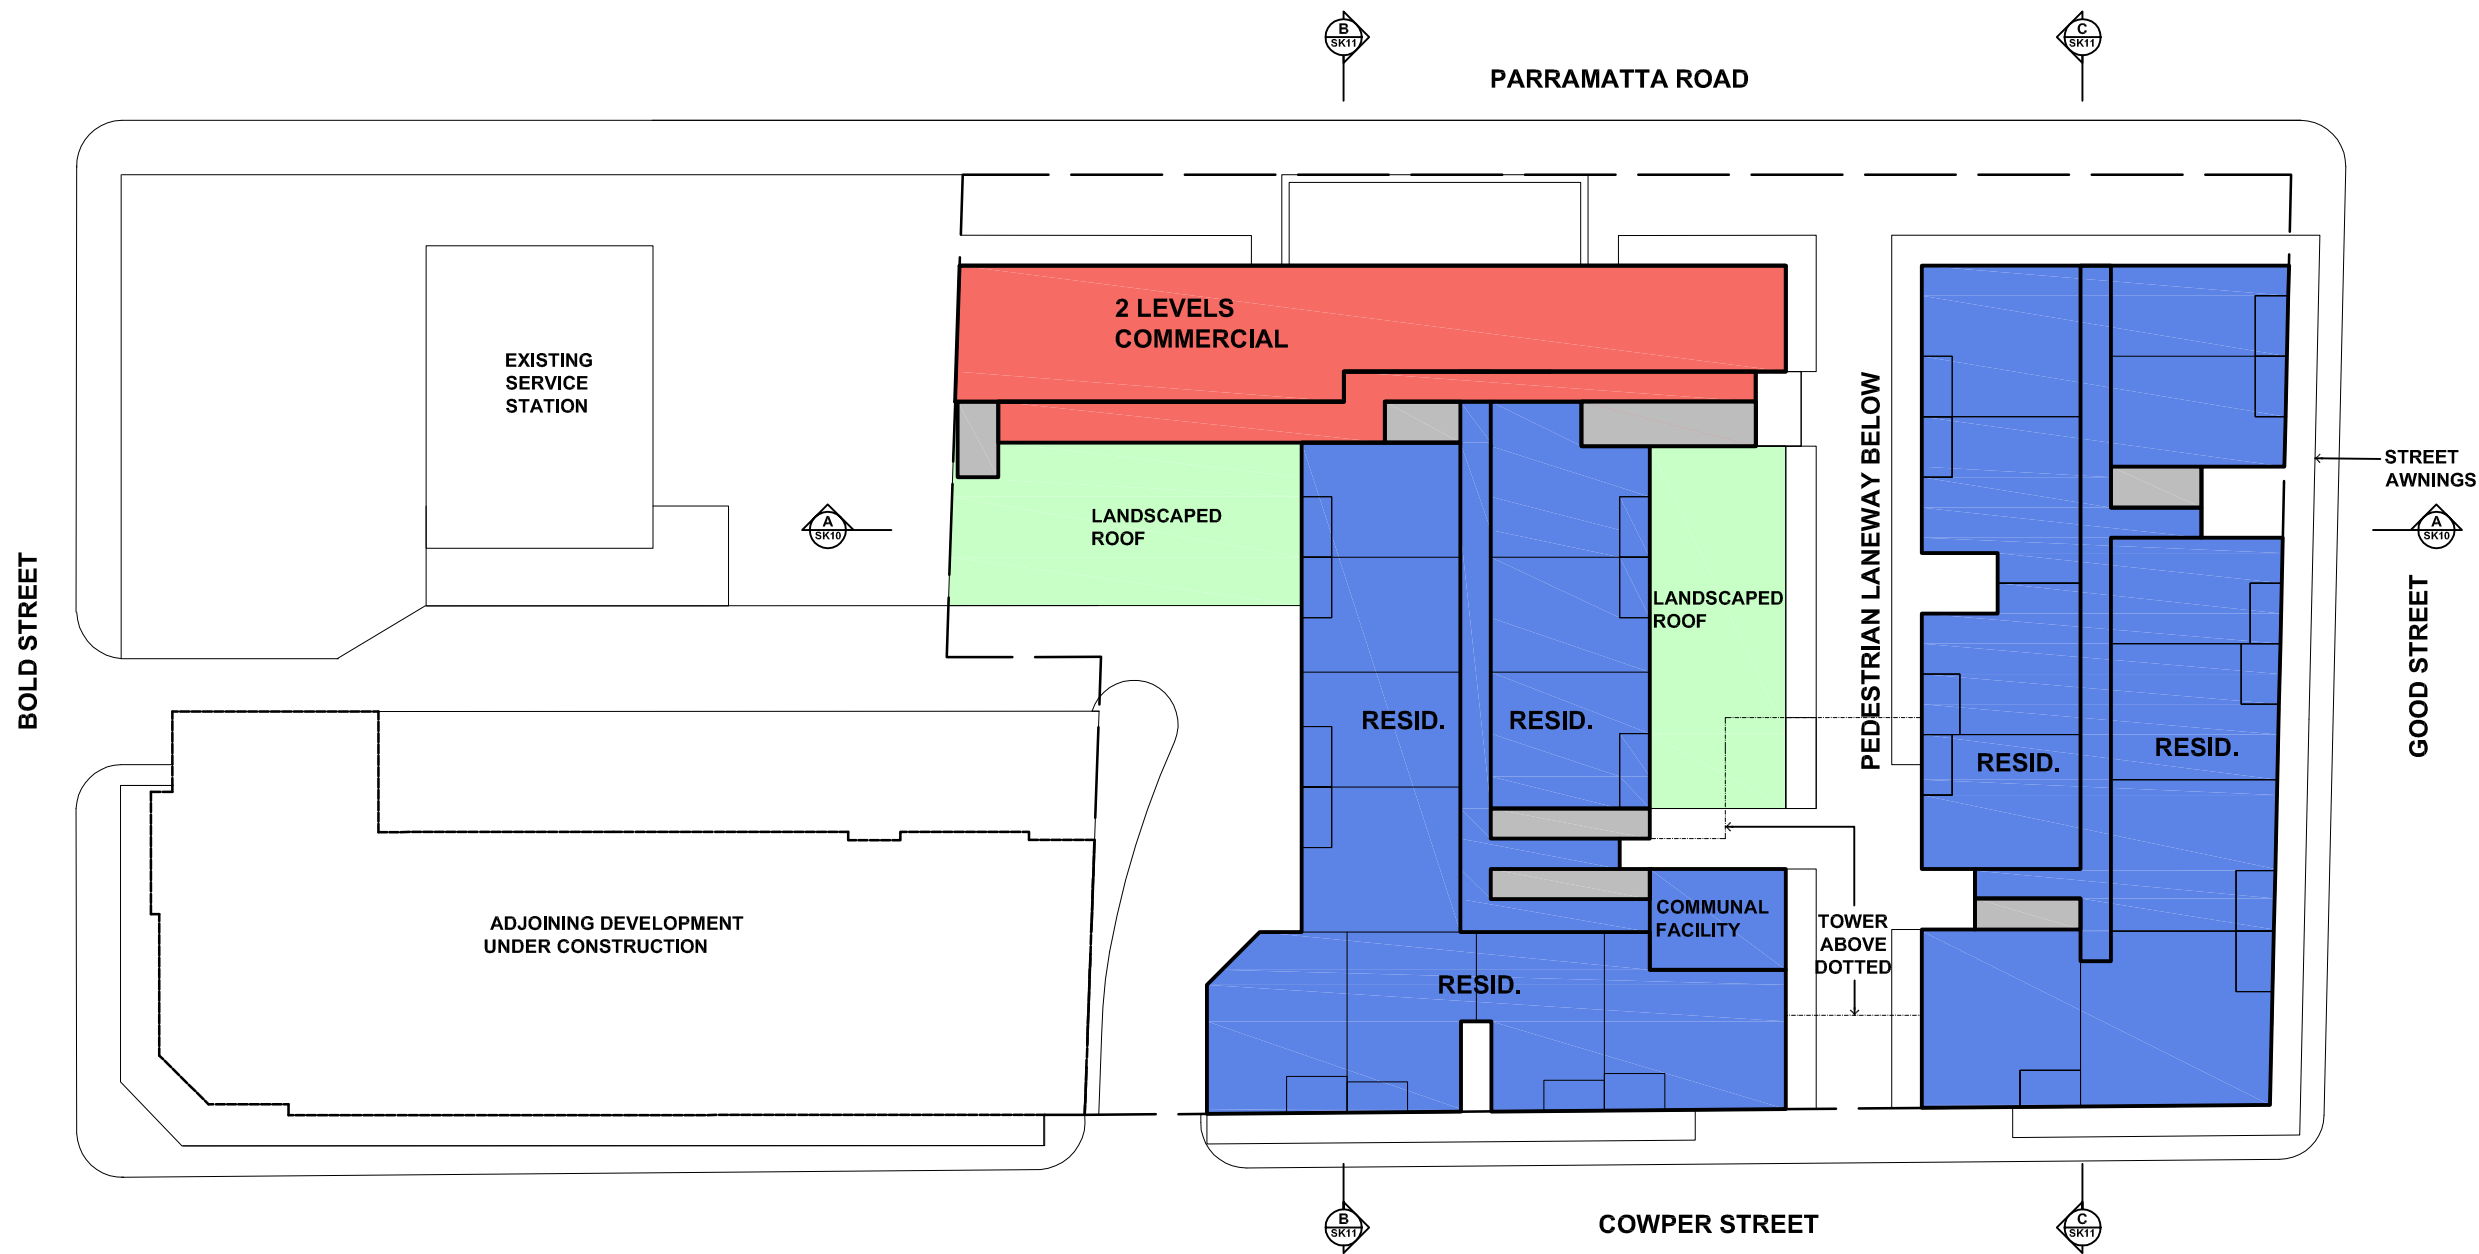 B
SK11
C
SK11
PARRAMATTA ROAD
2 LEVELS
COMMERCIAL
EXISTING
SERVICE
STATION
PEDESTRIAN LANEWAY BELOW
STREET
AWNINGS
LANDSCAPED
ROOF
A
SK10
A
SK10
BOLD STREET
LANDSCAPED
ROOF
GOOD STREET
RESID.
RESID.
RESID.
RESID.
ADJOINING DEVELOPMENT
UNDER CONSTRUCTION
COMMUNAL
FACILITY
TOWER
ABOVE
DOTTED
RESID.
B
SK11
COWPER STREET
C
SK11